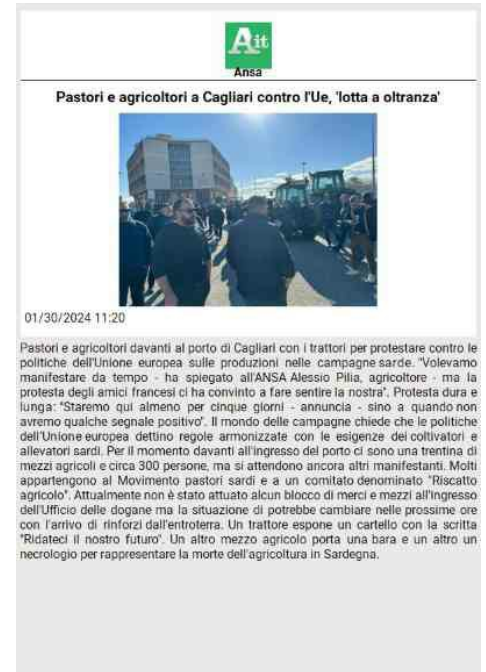 Ait
Ansa
Pastori e agricoltori a Cagliari contro l'Ue, 'lotta a oltranza'
01/30/2024 11:20
Pastori e agricoltori davanti al porto di Cagliari con i trattori per protestare contro le
politiche dell'Unione europea sulle produzioni nelle campagne sarde. "Volevamo
manifestare da tempo - ha spiegato all'ANSA Alessio Pilia, agricoltore - ma la
protesta degli amici francesi ci ha convinto a fare sentire la nostra". Protesta dura e
lunga: "Staremo qui almeno per cinque giorni - annuncia - sino a quando non
avremo qualche segnale positivo". Il mondo delle campagne chiede che le politiche
dell'Unione europea dettino regole armonizzate con le esigenze dei coltivatori e
allevatori sardi. Per il momento davanti all'ingresso del porto ci sono una trentina di
mezzi agricoli e circa 300 persone, ma si attendono ancora altri manifestanti. Molti
appartengono al Movimento pastori sardi e a un comitato denominato "Riscatto
agricolo". Attualmente non è stato attuato alcun blocco di merci e mezzi all'ingresso
dell'Ufficio delle dogane ma la situazione di potrebbe cambiare nelle prossime ore
con l'arrivo di rinforzi dall'entroterra. Un trattore espone un cartello con la scritta
"Ridateci il nostro futuro". Un altro mezzo agricolo porta una bara e un altro un
necrologio per rappresentare la morte dell'agricoltura in Sardegna.